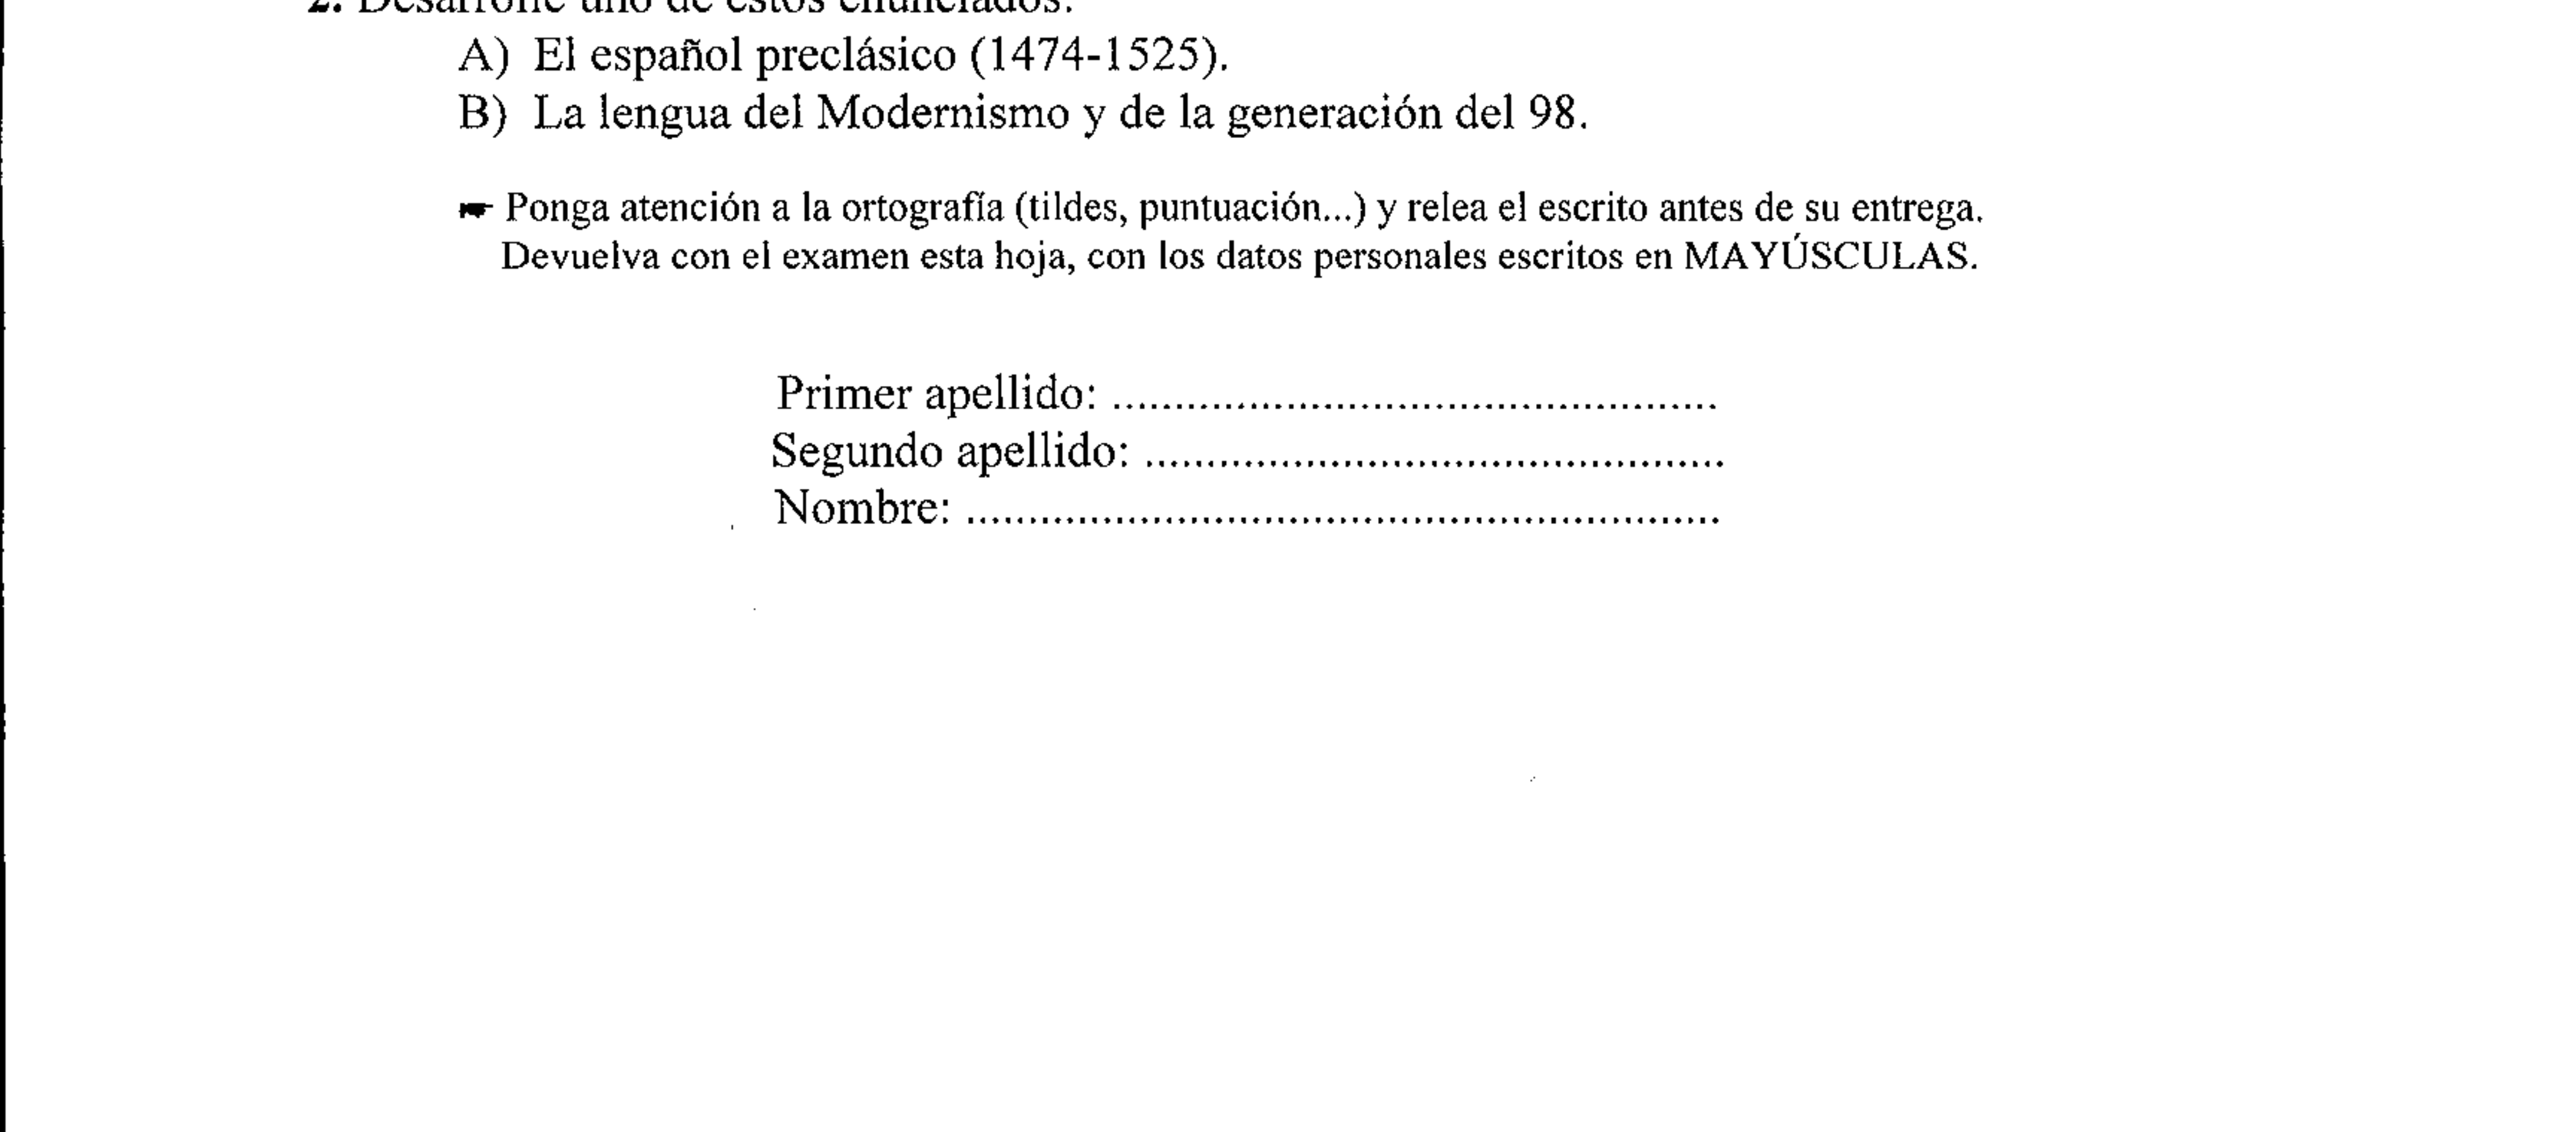 2. Desarrolle uno de estos enunciados:
A) El español preclásico (1474-1525).
B) La lengua del Modernismo y de la generación del 98.
Ponga atención a la ortografía (tildes, puntuación...) y relea el escrito antes de su entrega.
Devuelva con el examen esta hoja, con los datos personales escritos en MAYÚSCULAS.
Primer apellido: ................................................
Segundo apellido: ..............................................
Nombre: ............................................................